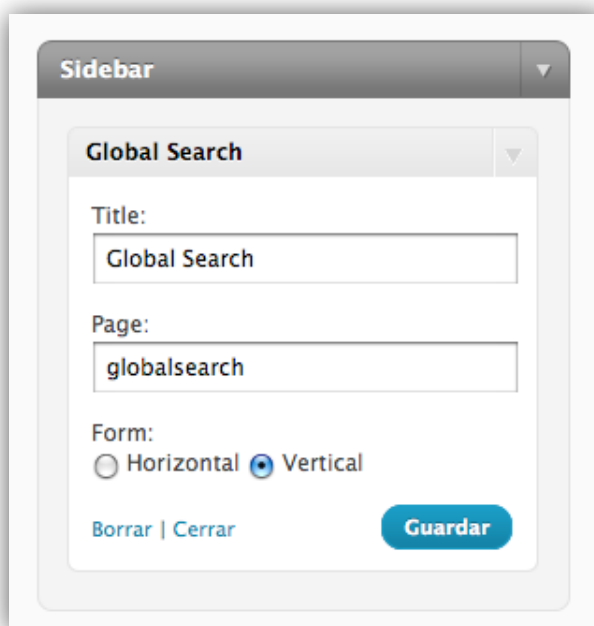 Sidebar
Global Search
Title:
Global Search
Page:
globalsearch
Form:
Horizontal Vertical
Borrar | Cerrar Guardar